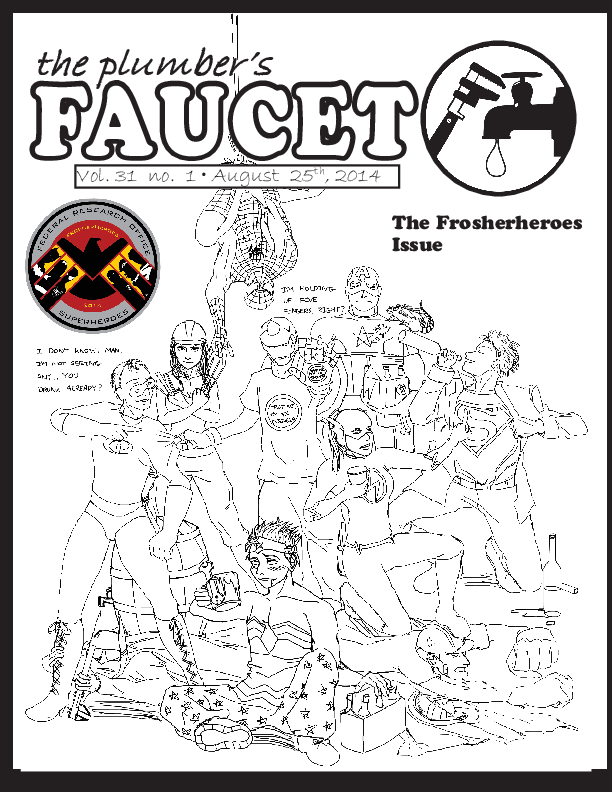 the plumber's
FAUCET
Vol. 31 no. 1 • August 25th, 2014
The Frosherheroes
Issue
FEDERAL RESEARCH OFFICE
2014
SUPERHEROES
I'M HOLDING
UP FIVE
FINGERS, RIGHT?
I DON'T KNOW, MAN.
I'M NOT SEEING
ANY... YOU
DRUNK ALREADY?
S